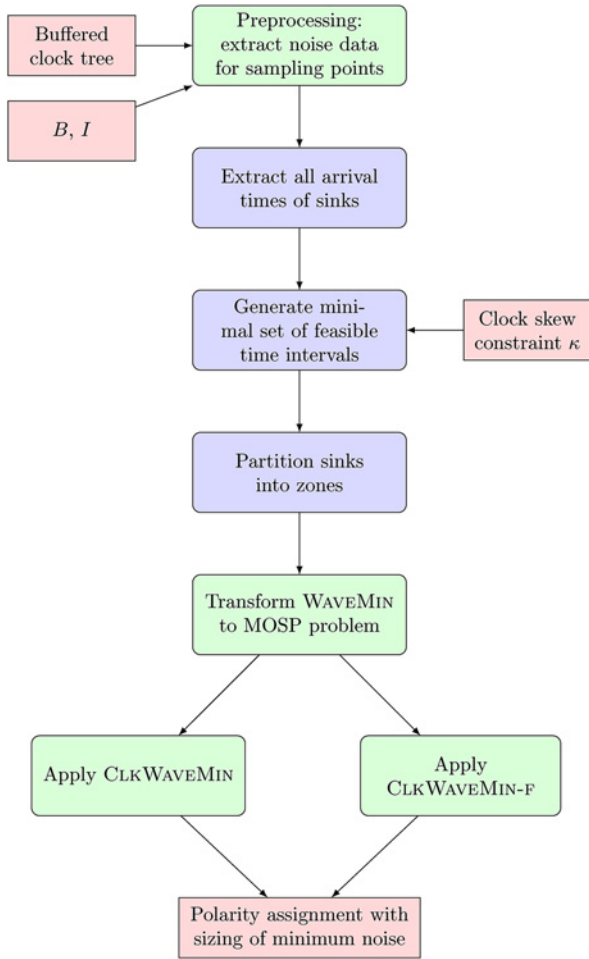 Buffered
clock tree
Preprocessing:
extract noise data
for sampling points
B, I
Extract all arrival
times of sinks
Generate mini-
mal set of feasible
time intervals
Clock skew
constraint κ
Partition sinks
into zones
Transform WAVEMIN
to MOSP problem
Apply CLKWAVEMIN
Apply
CLKWAVEMIN-F
Polarity assignment with
sizing of minimum noise